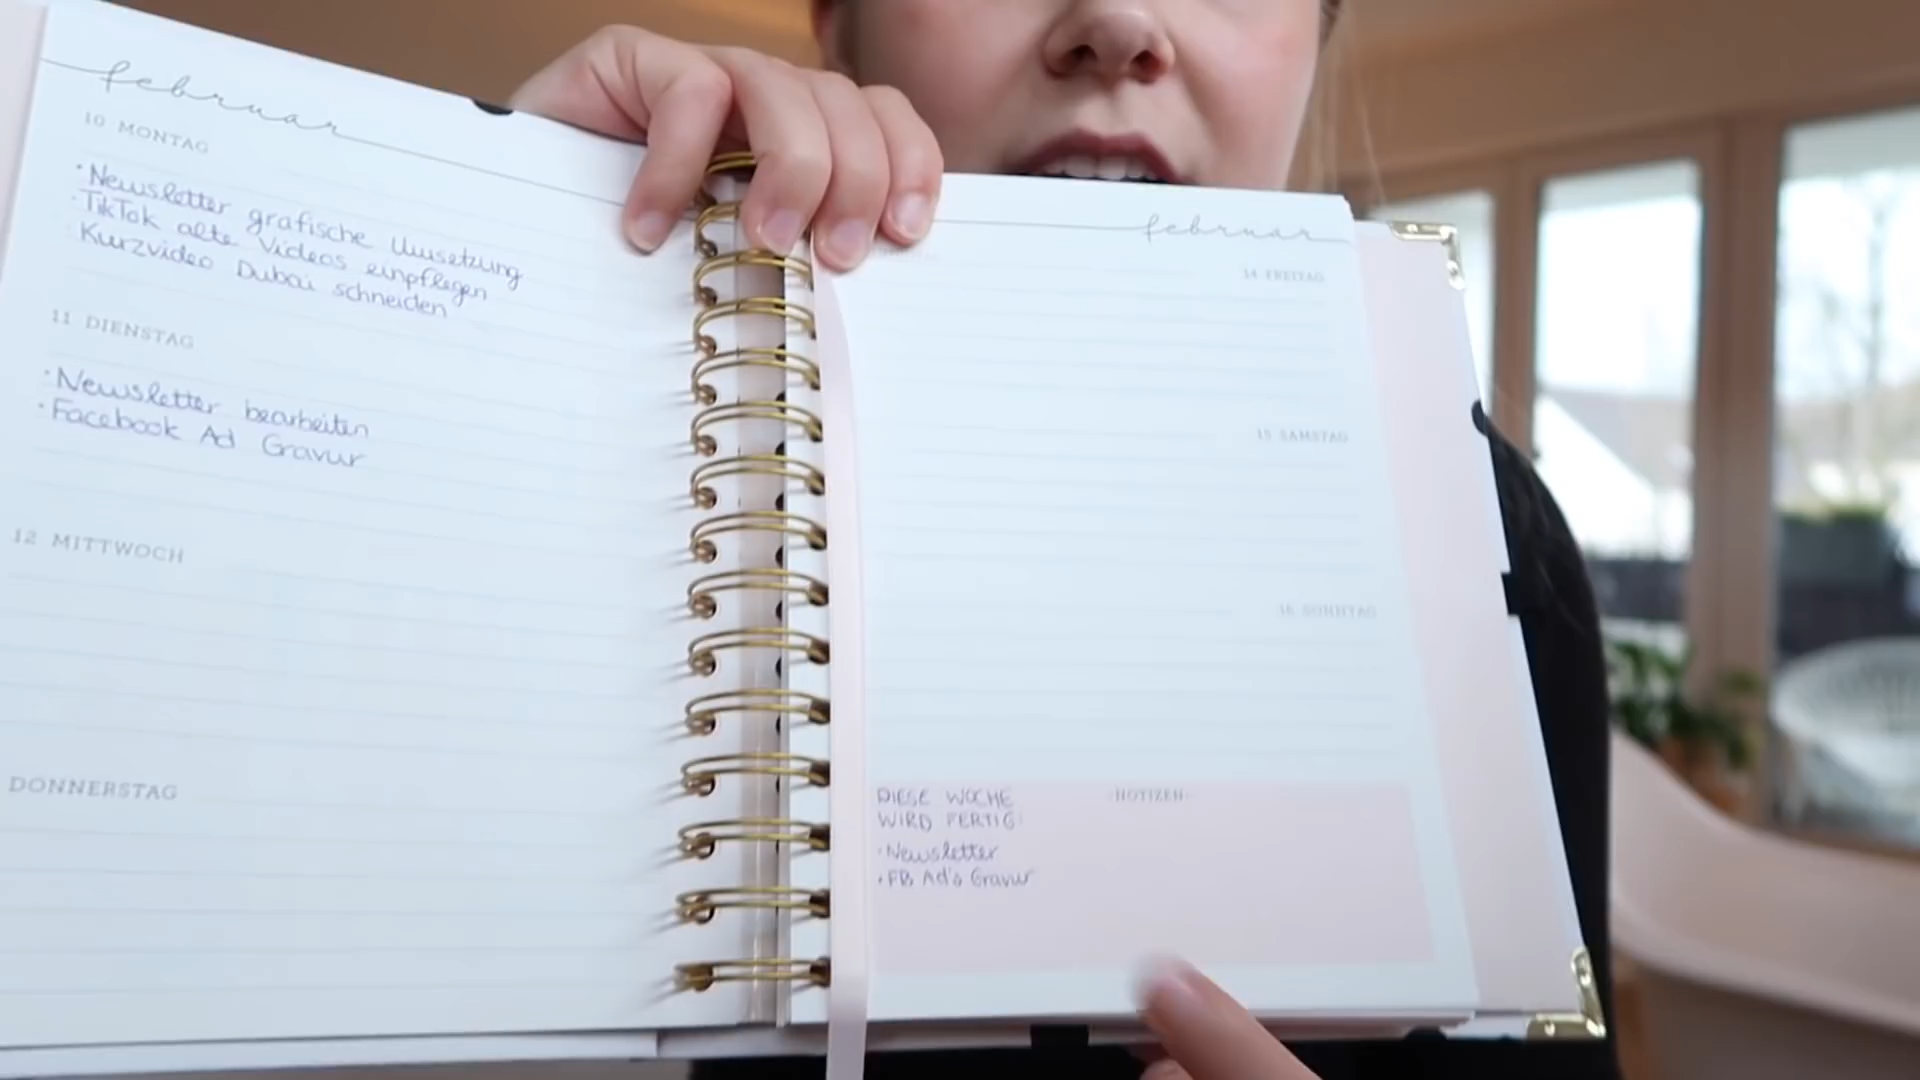 februar
10 MONTAG
• Newsletter grafische Umsetzung
• TikTok alte Videos einpflegen
Kurzvideo Dubai schneiden
11 DIENSTAG
• Newsletter bearbeiten
• Facebook Ad Gravur
12 MITTWOCH
DONNERSTAG
februar
14 FREITAG
15 SAMSTAG
16 SONNTAG
DIESE WOCHE
WIRD FERTIG:
-NOTIZEN-
• Newsletter
• FB Ad's Gravur